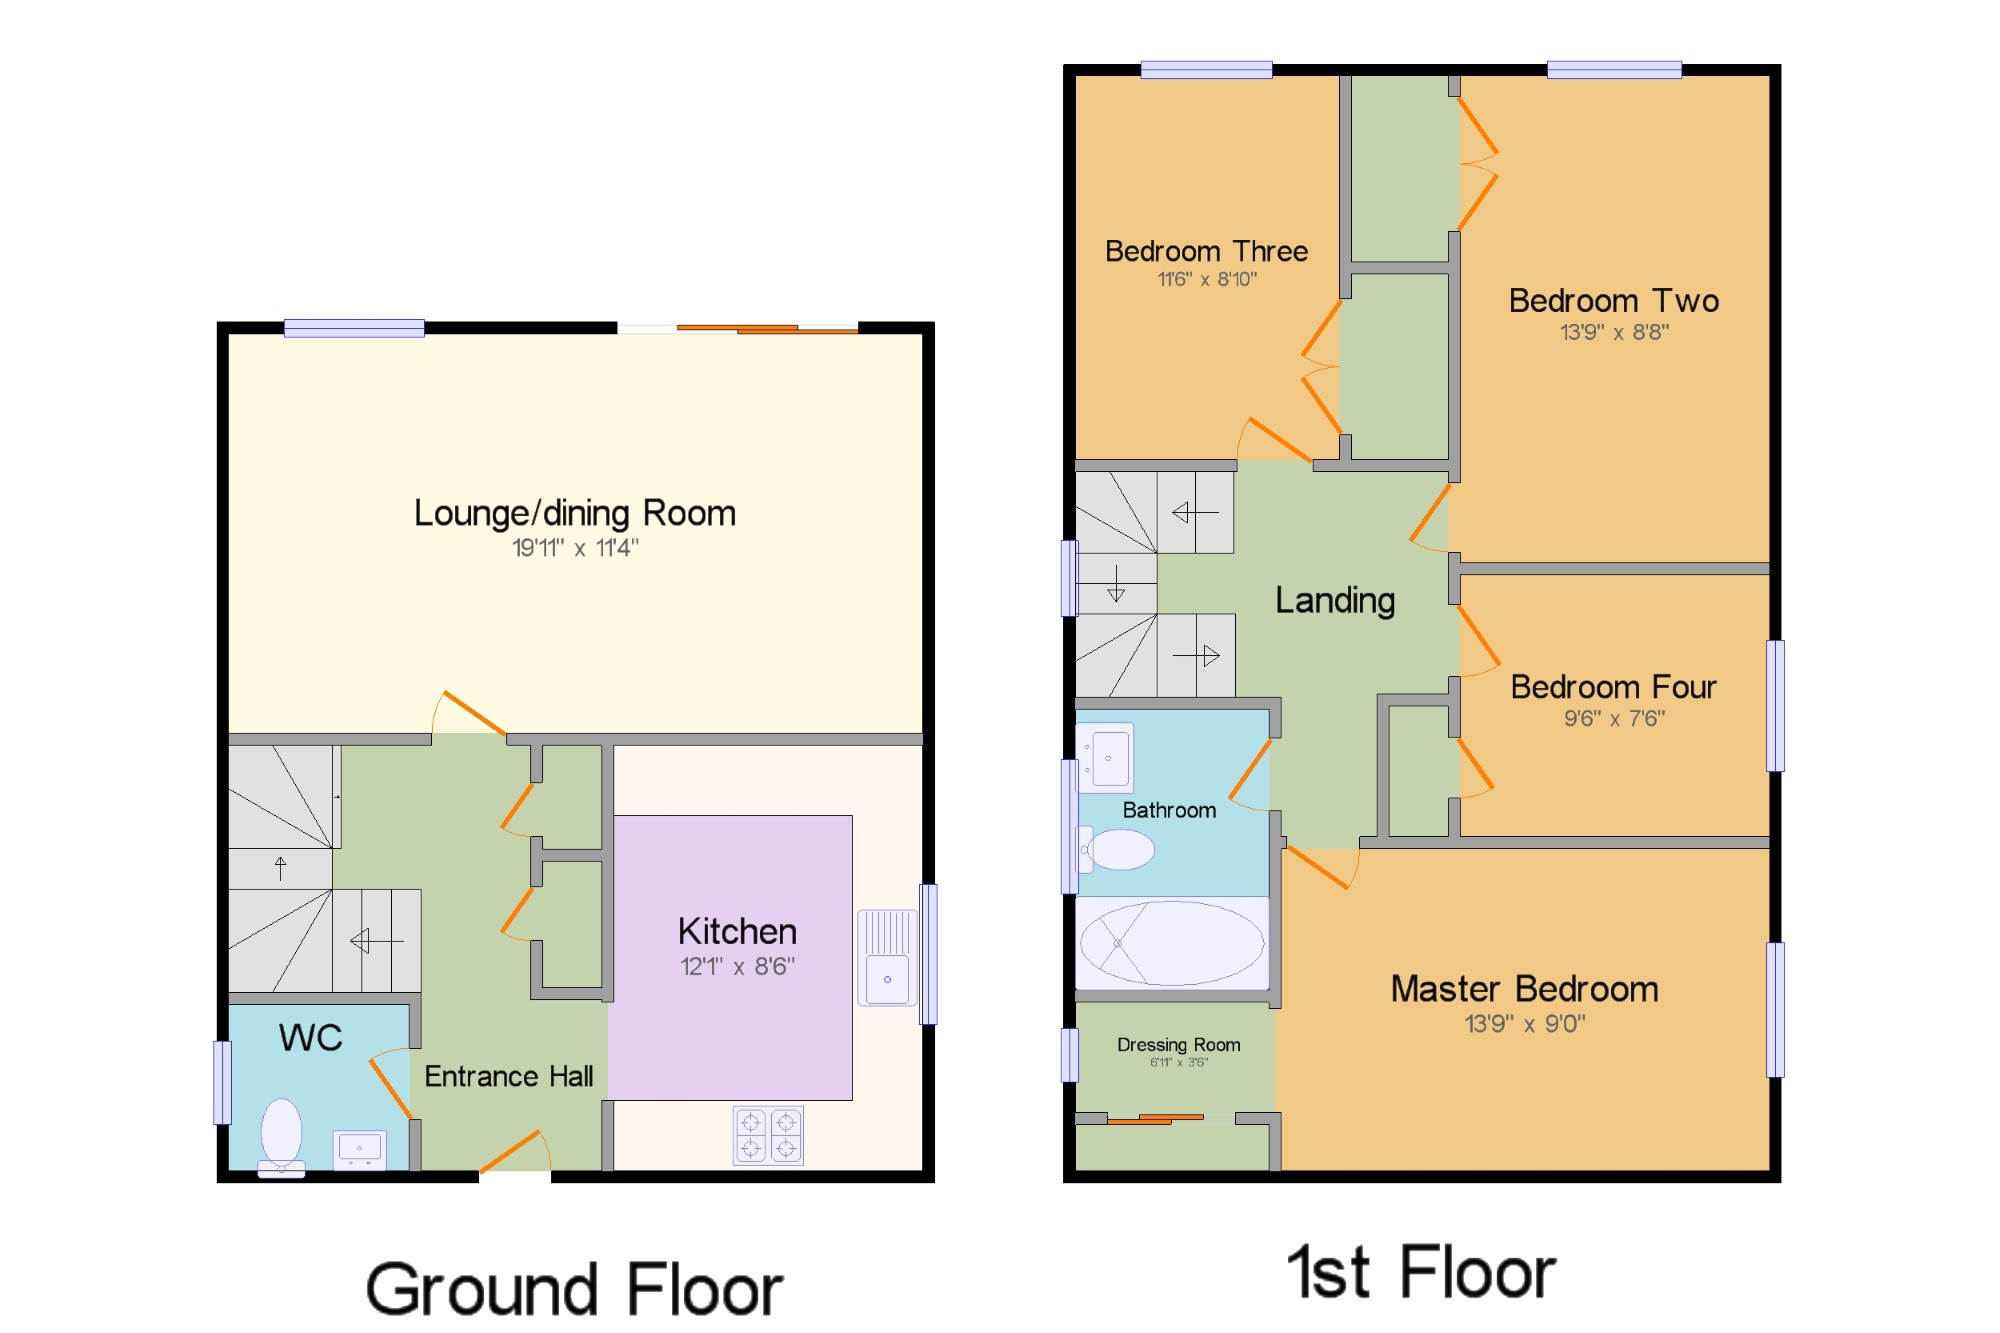 Lounge/dining Room
19'11" x 11'4"
Kitchen
12'1" x 8'6"
WC
Entrance Hall
Ground Floor
Bedroom Three
11'6" x 8'10"
Bedroom Two
13'9" x 8'8"
Landing
Bedroom Four
9'6" x 7'6"
Bathroom
Master Bedroom
13'9" x 9'0"
Dressing Room
6'11" x 3'6"
1st Floor